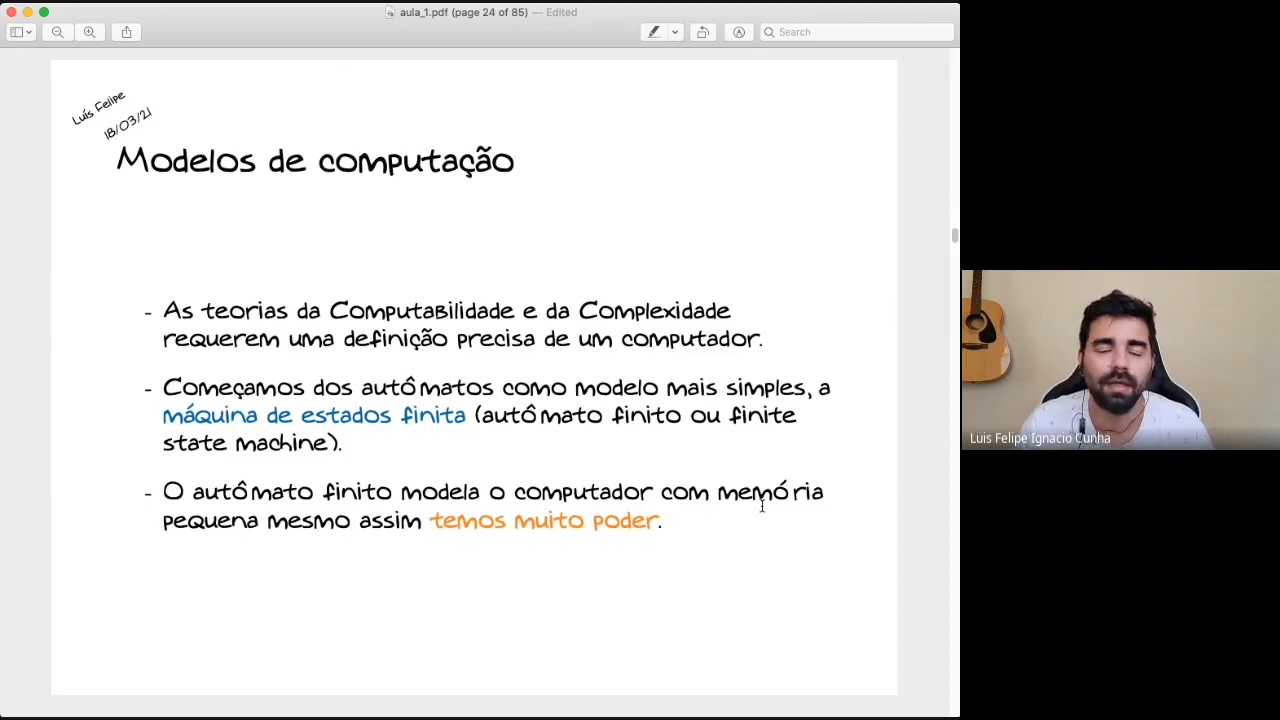 aula_1.pdf (page 24 of 85) — Edited
Search
Luís Felipe
18/03/21
Modelos de computação
- As teorias da Computabilidade e da Complexidade
requerem uma definição precisa de um computador.
- Começamos dos autômatos como modelo mais simples, a
máquina de estados finita (autômato finito ou finite
state machine).
- O autômato finito modela o computador com memória
pequena mesmo assim temos muito poder.
Luis Felipe Ignacio Cunha